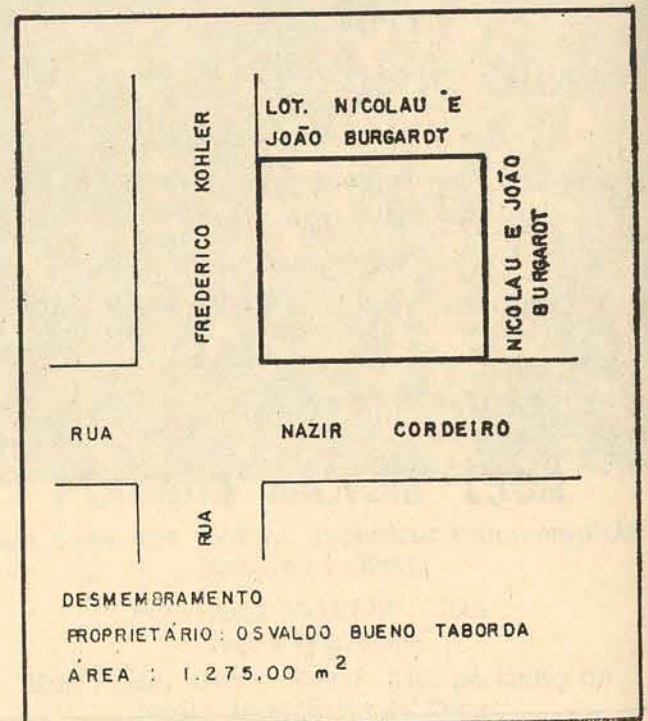 LOT. NICOLAU E
JOÃO BURGARDT
FREDERICO KOHLER
NICOLAU E JOÃO
BURGARDT
RUA NAZIR CORDEIRO
RUA
DESMEMBRAMENTO
PROPRIETÁRIO: OSVALDO BUENO TABORDA
ÁREA : 1.275,00 m²